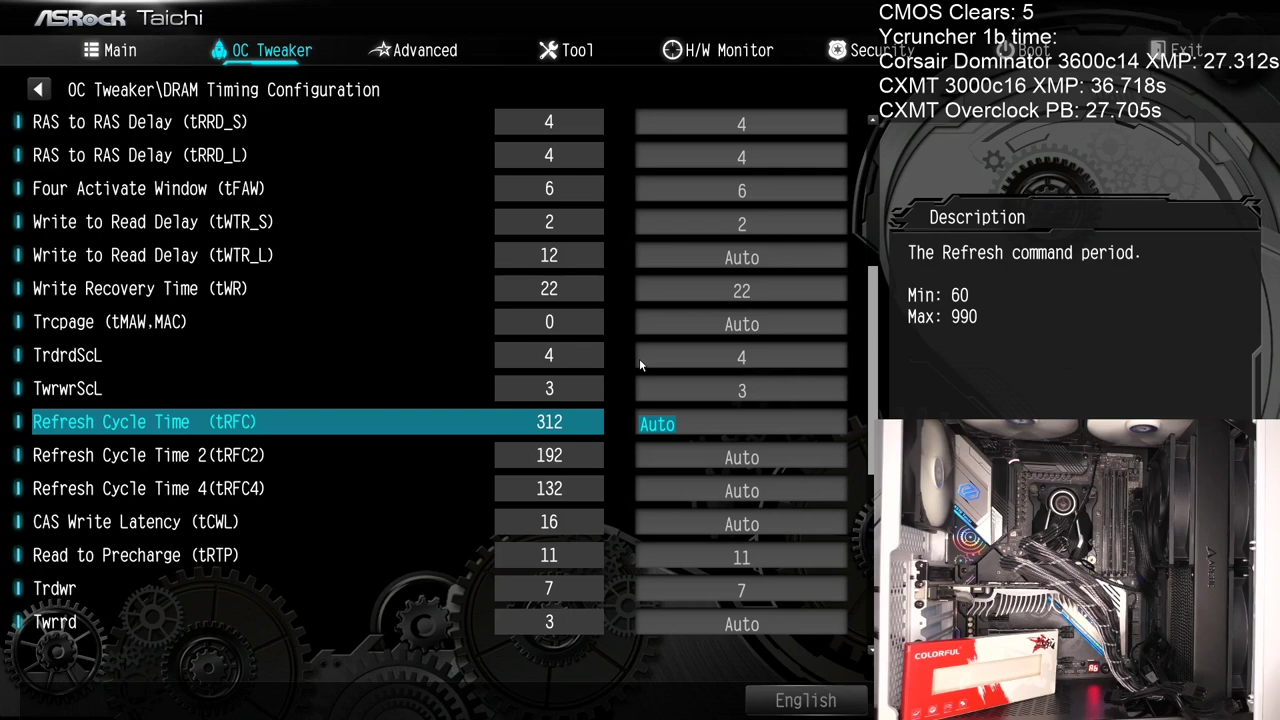 ASRock Taichi
Main OC Tweaker Advanced Tool H/W Monitor Security Boot Exit
OC Tweaker\DRAM Timing Configuration
RAS to RAS Delay (tRRD_S) 4 4
RAS to RAS Delay (tRRD_L) 4 4
Four Activate Window (tFAW) 6 6
Write to Read Delay (tWTR_S) 2 2
Write to Read Delay (tWTR_L) 12 Auto
Write Recovery Time (tWR) 22 22
Trcpage (tMAW.MAC) 0 Auto
TrdrdScL 4 4
TwrwrScL 3 3
Refresh Cycle Time (tRFC) 312 Auto
Refresh Cycle Time 2(tRFC2) 192 Auto
Refresh Cycle Time 4(tRFC4) 132 Auto
CAS Write Latency (tCWL) 16 Auto
Read to Precharge (tRTP) 11 11
Trdwr 7 7
Twrrd 3 Auto
English
CMOS Clears: 5
Ycruncher 1b time:
Corsair Dominator 3600c14 XMP: 27.312s
CXMT 3000c16 XMP: 36.718s
CXMT Overclock PB: 27.705s
Description
The Refresh command period.
Min: 60
Max: 990
COLORFUL